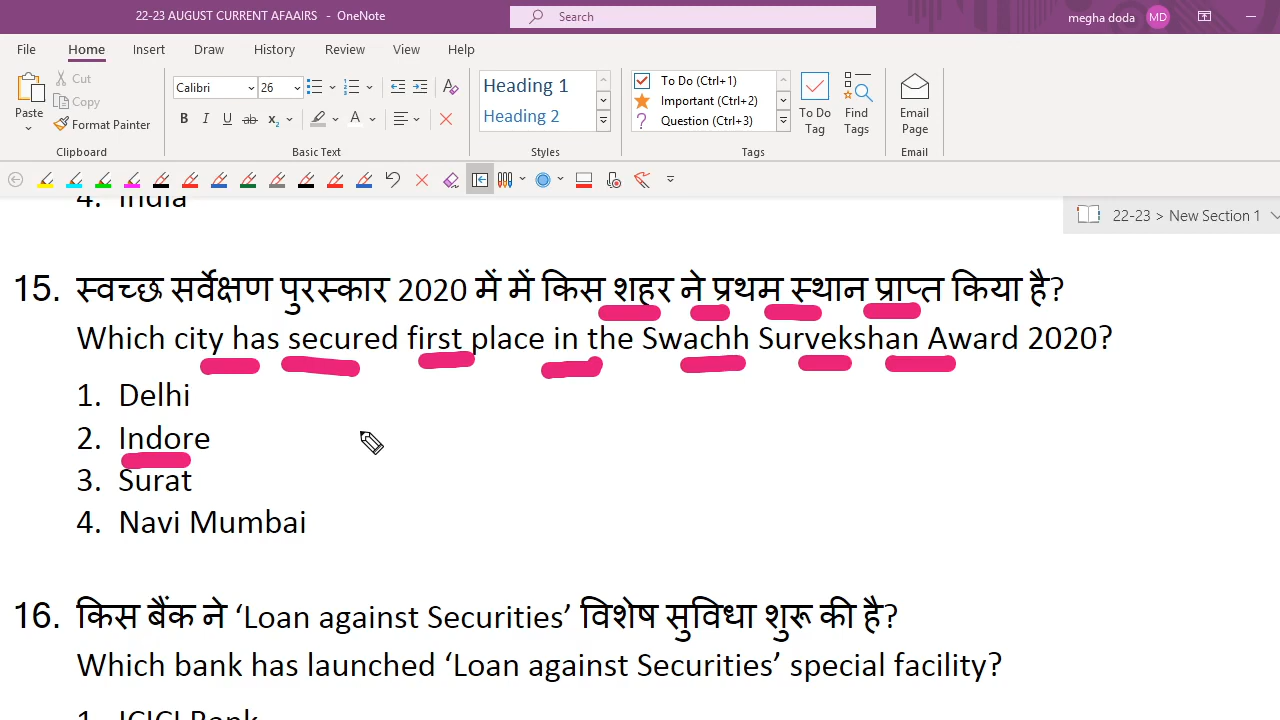 22-23 AUGUST CURRENT AFAAIRS - OneNote
Search
megha doda MD
File Home Insert Draw History Review View Help
Paste
Cut
Copy
Format Painter
Clipboard
Calibri 26
B I U ab x₂ A
Basic Text
Heading 1
Heading 2
Styles
To Do (Ctrl+1)
Important (Ctrl+2)
? Question (Ctrl+3)
To Do Tag
Find Tags
Tags
Email Page
Email
22-23 > New Section 1
4. India
15. स्वच्छ सर्वेक्षण पुरस्कार 2020 में में किस शहर ने प्रथम स्थान प्राप्त किया है?
Which city has secured first place in the Swachh Survekshan Award 2020?
1. Delhi
2. Indore
3. Surat
4. Navi Mumbai
16. किस बैंक ने ‘Loan against Securities’ विशेष सुविधा शुरू की है?
Which bank has launched ‘Loan against Securities’ special facility?
1. ICICI Bank